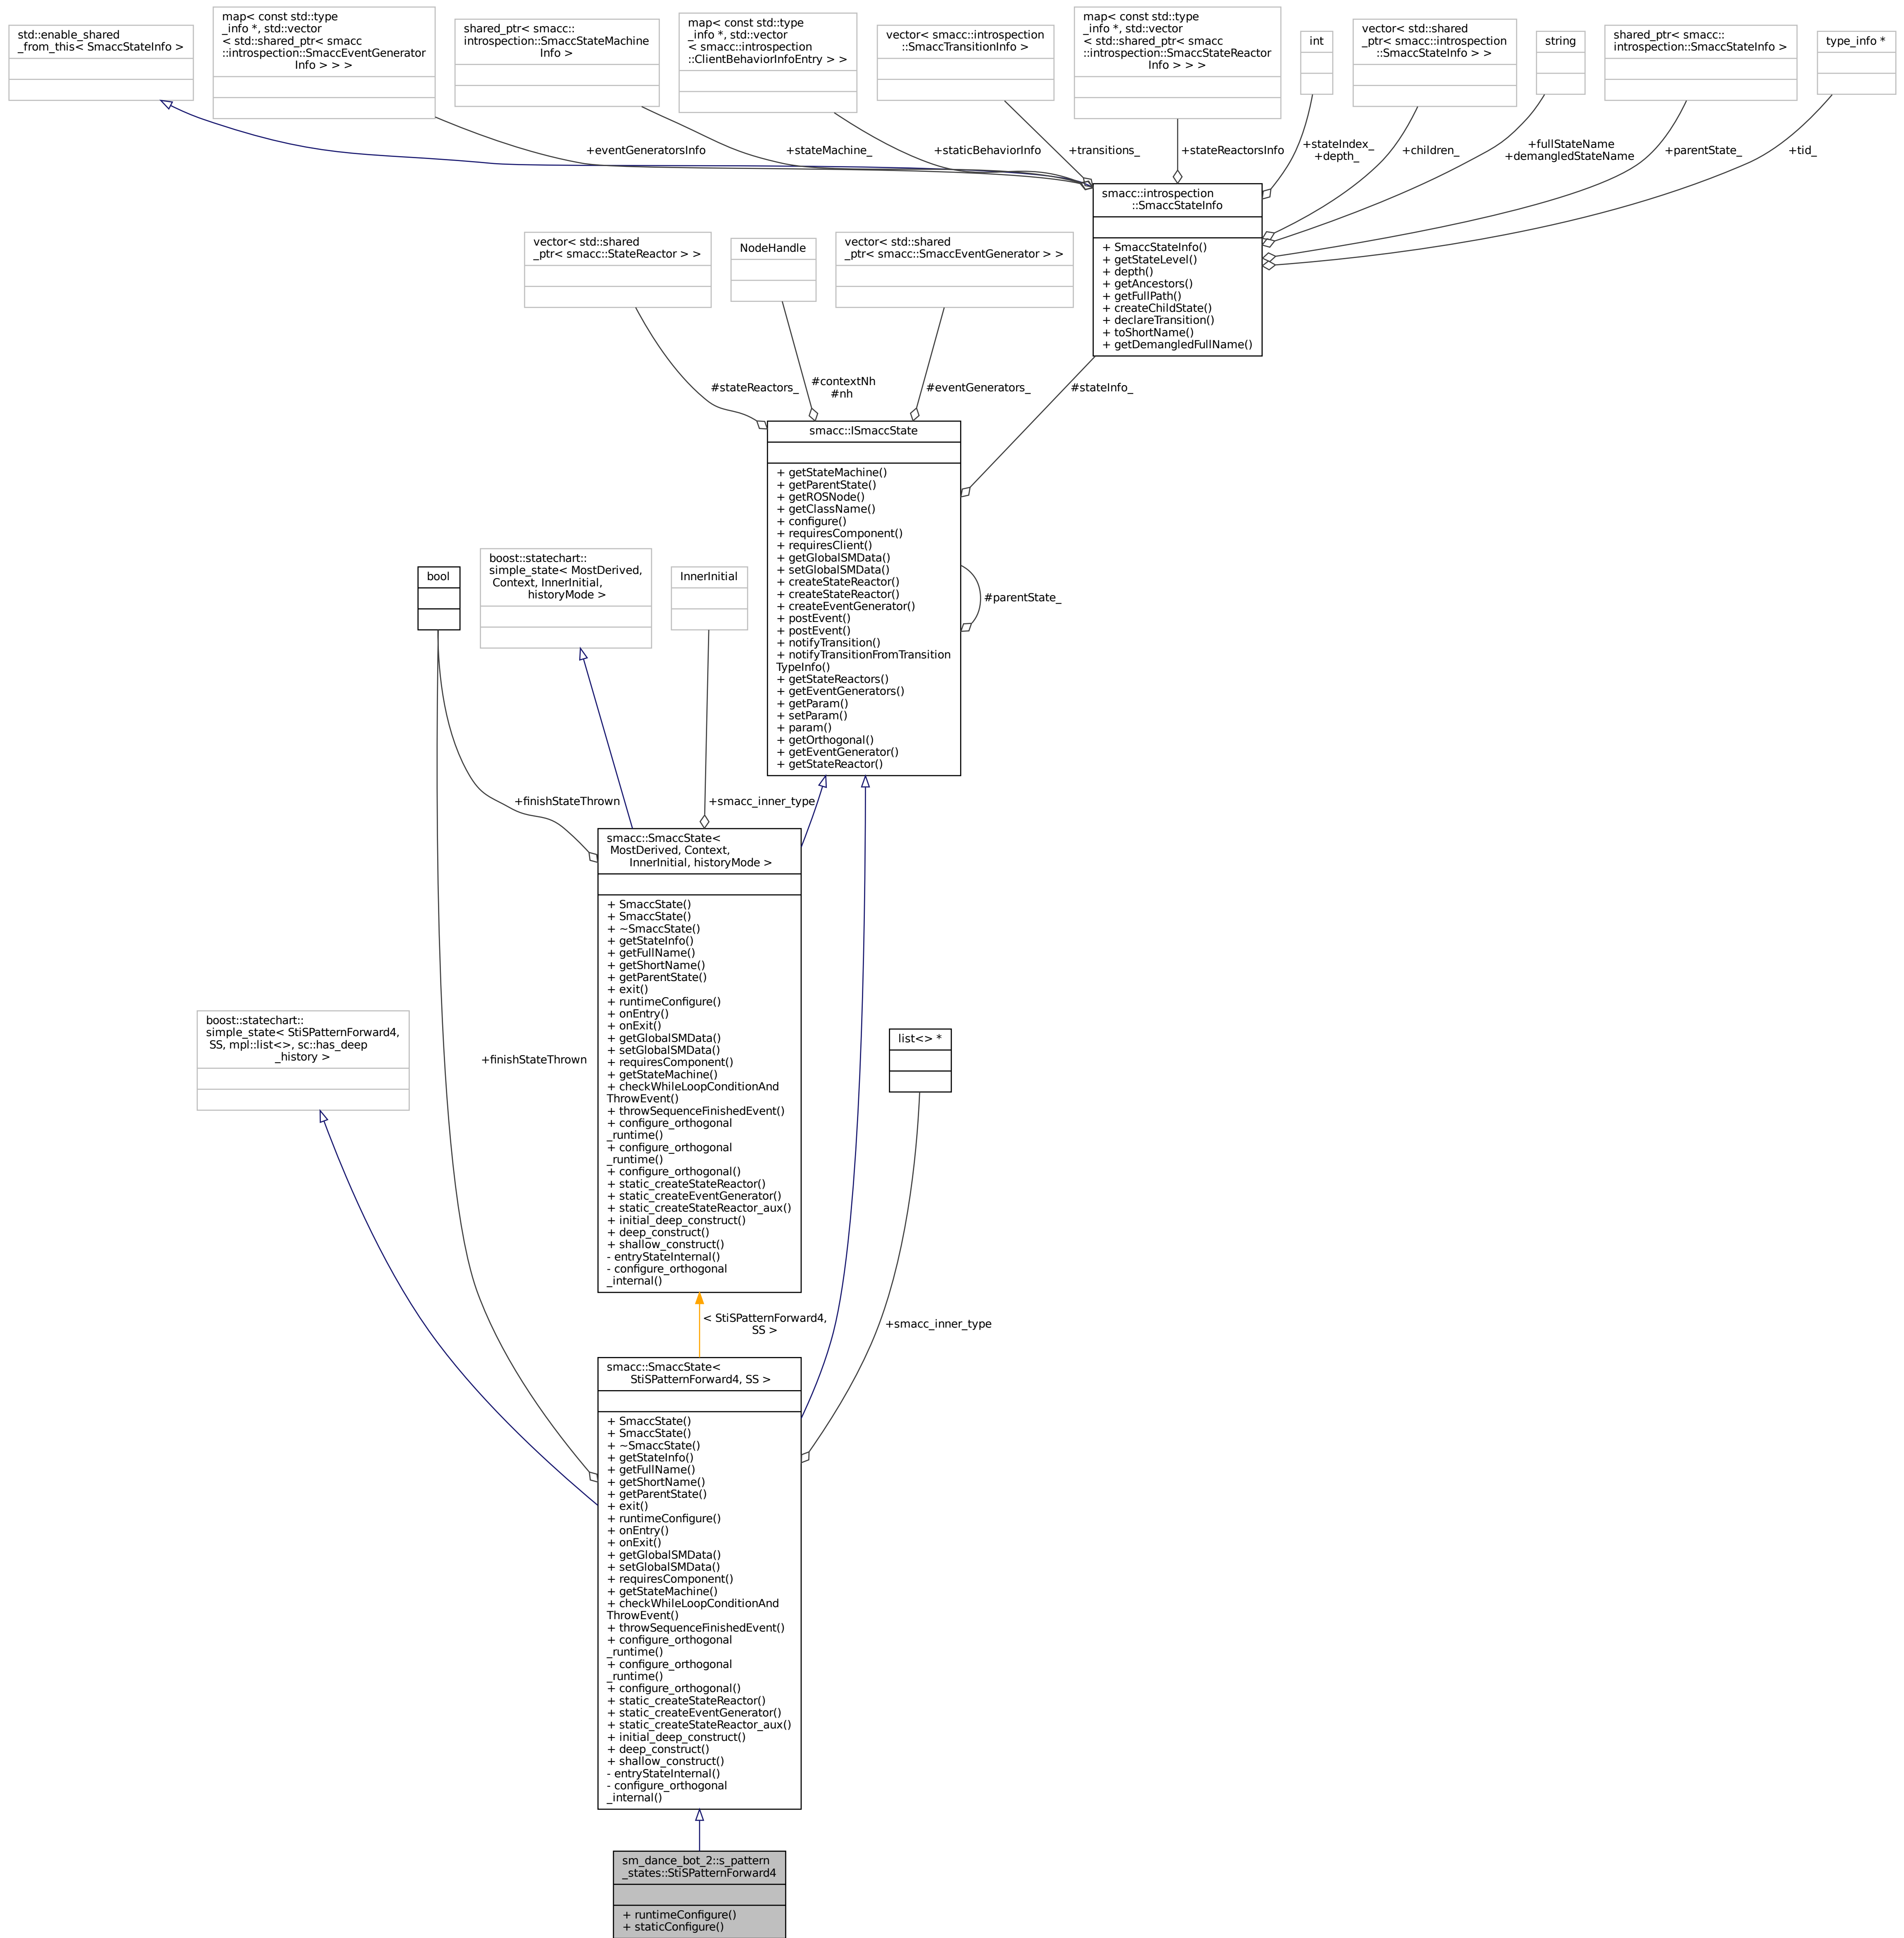 std::enable_shared
_from_this< SmaccStateInfo >
map< const std::type
_info *, std::vector
< std::shared_ptr< smacc
::introspection::SmaccEventGenerator
Info > > >
shared_ptr< smacc::
introspection::SmaccStateMachine
Info >
map< const std::type
_info *, std::vector
< smacc::introspection
::ClientBehaviorInfoEntry > >
vector< smacc::introspection
::SmaccTransitionInfo >
map< const std::type
_info *, std::vector
< std::shared_ptr< smacc
::introspection::SmaccStateReactor
Info > > >
int
vector< std::shared
_ptr< smacc::introspection
::SmaccStateInfo > >
string
shared_ptr< smacc::
introspection::SmaccStateInfo >
type_info *
+eventGeneratorsInfo
+stateMachine_
+staticBehaviorInfo
+transitions_
+stateReactorsInfo
+stateIndex_
+depth_
+children_
+fullStateName
+demangledStateName
+parentState_
+tid_
smacc::introspection
::SmaccStateInfo
+ SmaccStateInfo()
+ getStateLevel()
+ depth()
+ getAncestors()
+ getFullPath()
+ createChildState()
+ declareTransition()
+ toShortName()
+ getDemangledFullName()
vector< std::shared
_ptr< smacc::StateReactor > >
NodeHandle
vector< std::shared
_ptr< smacc::SmaccEventGenerator > >
#stateReactors_
#contextNh
#nh
#eventGenerators_
#stateInfo_
smacc::ISmaccState
+ getStateMachine()
+ getParentState()
+ getROSNode()
+ getClassName()
+ configure()
+ requiresComponent()
+ requiresClient()
+ getGlobalSMData()
+ setGlobalSMData()
+ createStateReactor()
+ createStateReactor()
+ createEventGenerator()
+ postEvent()
+ postEvent()
+ notifyTransition()
+ notifyTransitionFromTransition
TypeInfo()
+ getStateReactors()
+ getEventGenerators()
+ getParam()
+ setParam()
+ param()
+ getOrthogonal()
+ getEventGenerator()
+ getStateReactor()
#parentState_
bool
boost::statechart::
simple_state< MostDerived,
Context, InnerInitial,
historyMode >
InnerInitial
+finishStateThrown
+smacc_inner_type
smacc::SmaccState<
MostDerived, Context,
InnerInitial, historyMode >
+ SmaccState()
+ SmaccState()
+ ~SmaccState()
+ getStateInfo()
+ getFullName()
+ getShortName()
+ getParentState()
+ exit()
+ runtimeConfigure()
+ onEntry()
+ onExit()
+ getGlobalSMData()
+ setGlobalSMData()
+ requiresComponent()
+ getStateMachine()
+ checkWhileLoopConditionAnd
ThrowEvent()
+ throwSequenceFinishedEvent()
+ configure_orthogonal
_runtime()
+ configure_orthogonal
_runtime()
+ configure_orthogonal()
+ static_createStateReactor()
+ static_createEventGenerator()
+ static_createStateReactor_aux()
+ initial_deep_construct()
+ deep_construct()
+ shallow_construct()
- entryStateInternal()
- configure_orthogonal
_internal()
boost::statechart::
simple_state< StiSPatternForward4,
SS, mpl::list<>, sc::has_deep
_history >
+finishStateThrown
list<> *
< StiSPatternForward4,
SS >
+smacc_inner_type
smacc::SmaccState<
StiSPatternForward4, SS >
+ SmaccState()
+ SmaccState()
+ ~SmaccState()
+ getStateInfo()
+ getFullName()
+ getShortName()
+ getParentState()
+ exit()
+ runtimeConfigure()
+ onEntry()
+ onExit()
+ getGlobalSMData()
+ setGlobalSMData()
+ requiresComponent()
+ getStateMachine()
+ checkWhileLoopConditionAnd
ThrowEvent()
+ throwSequenceFinishedEvent()
+ configure_orthogonal
_runtime()
+ configure_orthogonal
_runtime()
+ configure_orthogonal()
+ static_createStateReactor()
+ static_createEventGenerator()
+ static_createStateReactor_aux()
+ initial_deep_construct()
+ deep_construct()
+ shallow_construct()
- entryStateInternal()
- configure_orthogonal
_internal()
sm_dance_bot_2::s_pattern
_states::StiSPatternForward4
+ runtimeConfigure()
+ staticConfigure()